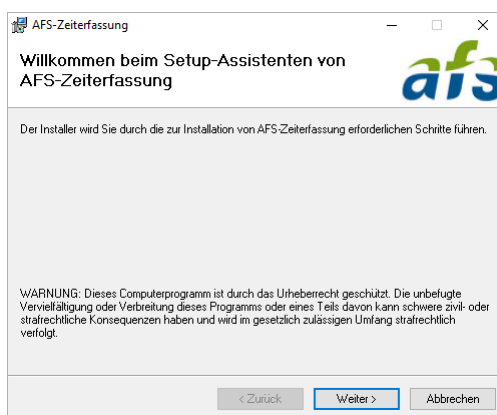 AFS-Zeiterfassung
Willkommen beim Setup-Assistenten von
AFS-Zeiterfassung
afs
Der Installer wird Sie durch die zur Installation von AFS-Zeiterfassung erforderlichen Schritte führen.
WARNUNG: Dieses Computerprogramm ist durch das Urheberrecht geschützt. Die unbefugte
Vervielfältigung oder Verbreitung dieses Programms oder eines Teils davon kann schwere zivil- oder
strafrechtliche Konsequenzen haben und wird im gesetzlich zulässigen Umfang strafrechtlich
verfolgt.
< Zurück Weiter > Abbrechen